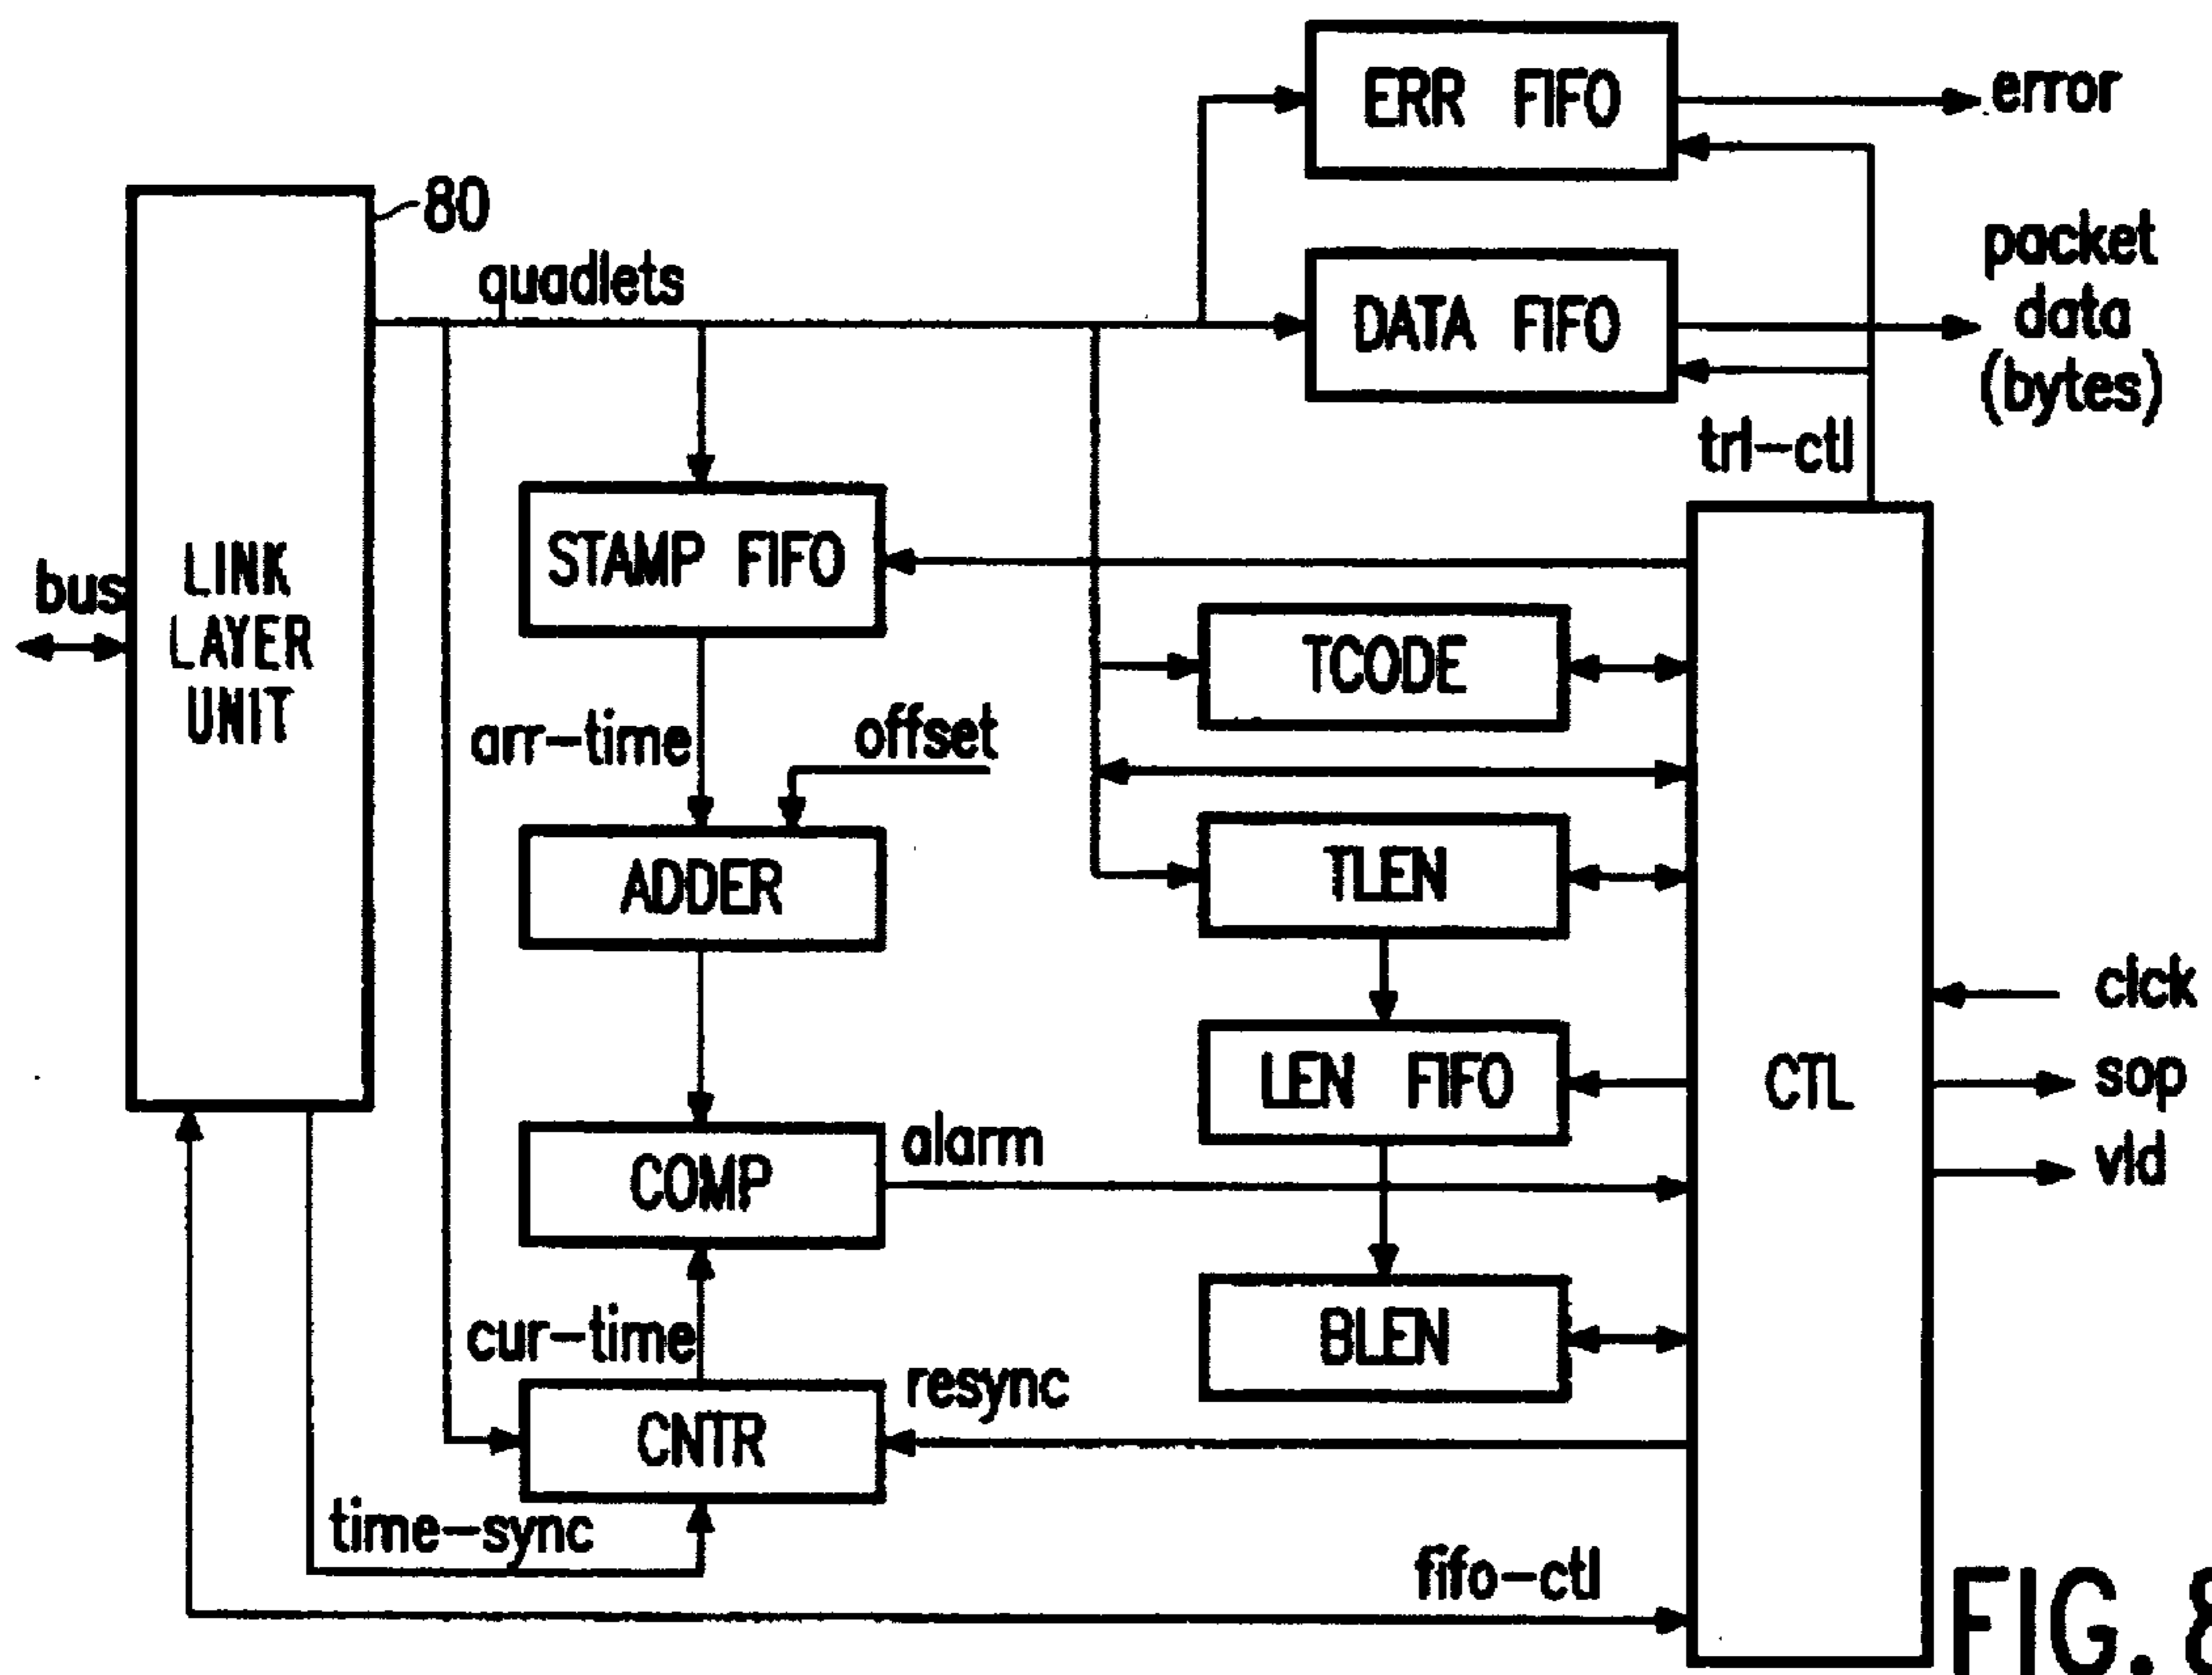 ERR FIFO
error
80
quadlets
DATA FIFO
packet
data
(bytes)
trl-ctl
STAMP FIFO
bus
LINK
LAYER
UNIT
TCODE
arr-time
offset
ADDER
TLEN
clck
LEN FIFO
CTL
sop
alarm
COMP
vld
cur-time
BLEN
resync
CNTR
time-sync
fifo-ctl
FIG. 8